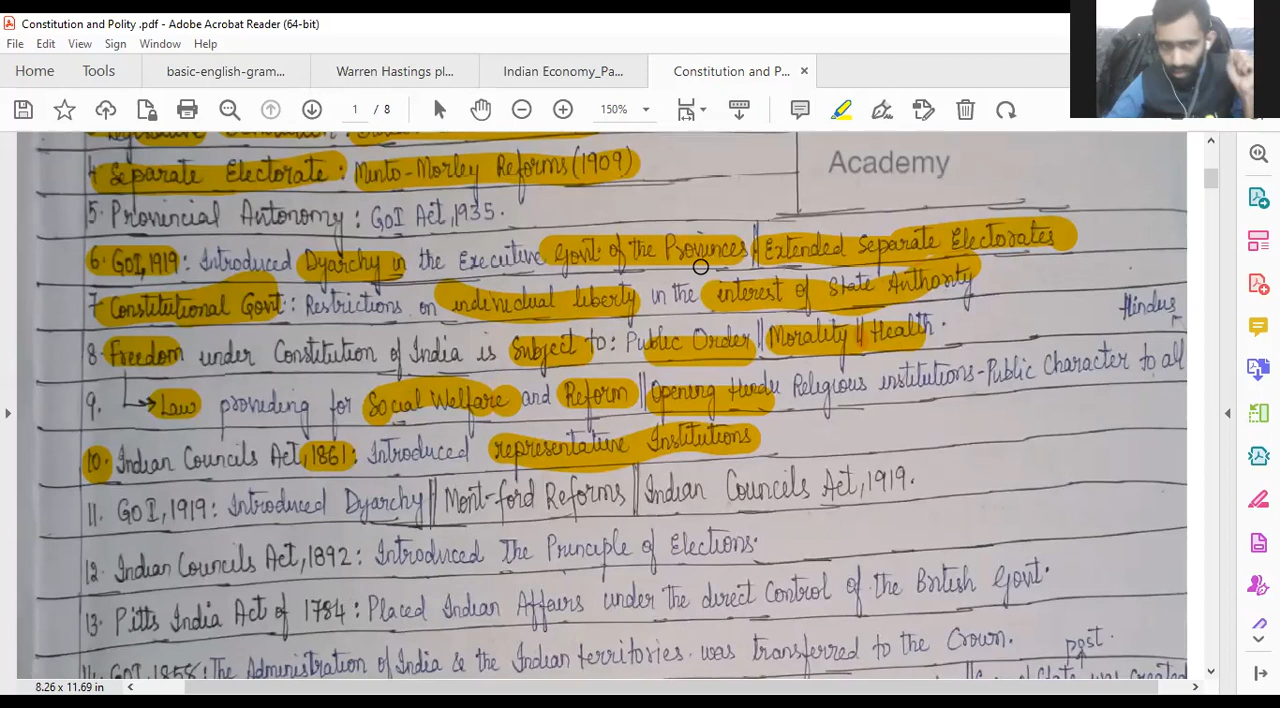 Constitution and Polity .pdf - Adobe Acrobat Reader (64-bit)
File Edit View Sign Window Help
Home Tools basic-english-gram... Warren Hastings pl... Indian Economy_Pa... Constitution and P... ×
1 / 8 150%
Academy
4 Separate Electorate : Minto-Morley Reforms (1909)
5. Provincial Autonomy : GoI Act, 1935.
6. GoI, 1919 : Introduced Dyarchy in the Executive Govt. of the Provinces || Extended Separate Electorates
7 Constitutional Govt : Restrictions on individual liberty in the interest of State Authority
Hindus
8. Freedom under Constitution of India is Subject to : Public Order || Morality || Health.
9. Law providing for Social Welfare and Reform || Opening Hindu Religious institutions - Public Character to all
10. Indian Councils Act, 1861 : Introduced representative Institutions
11. GOI, 1919 : Introduced Dyarchy || Mont-ford Reforms || Indian Councils Act, 1919.
12. Indian Councils Act, 1892 : Introduced the Principle of Elections.
13. Pitts India Act of 1784 : Placed Indian Affairs under the direct Control of the British Govt.
post
14. GOI, 1858 : The Administration of India & the Indian territories was transferred to the Crown.
of State was created
8.26 x 11.69 in